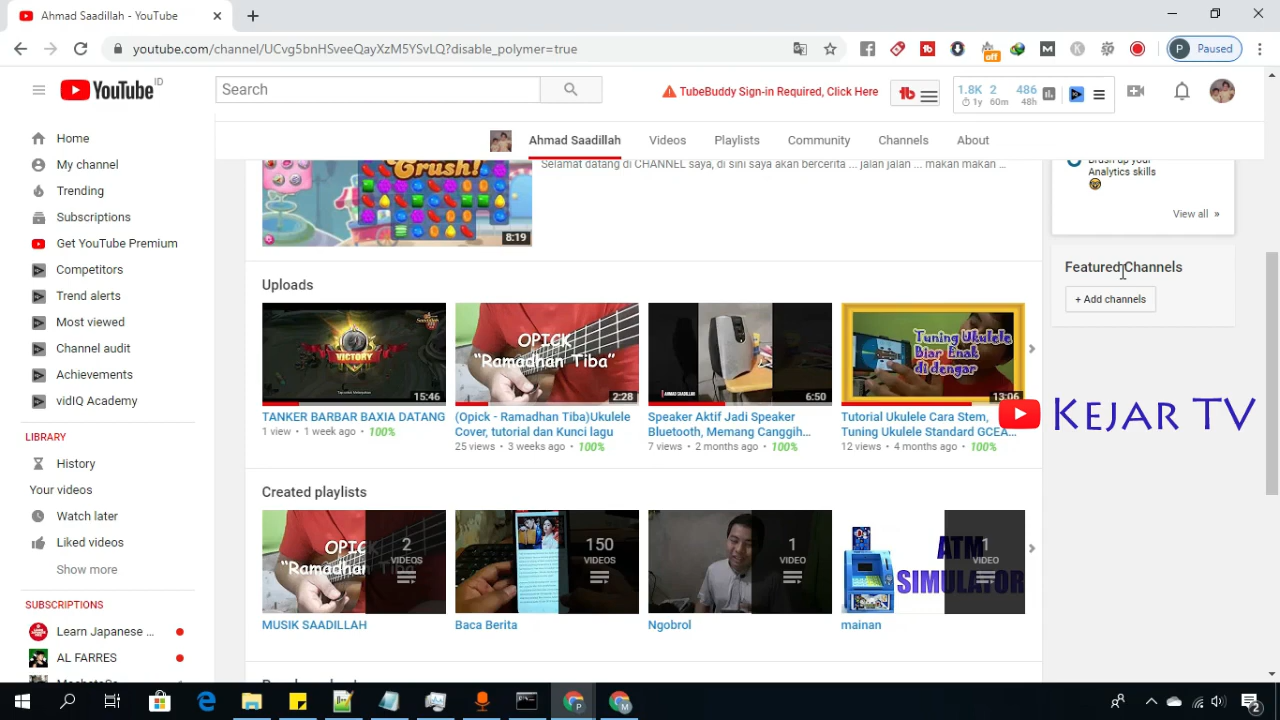 Ahmad Saadillah - YouTube
youtube.com/channel/UCvg5bnHSveeQayXzM5YSvLQ?disable_polymer=true
off
Paused
YouTube ID
Search
TubeBuddy Sign-in Required, Click Here
1.8K 2 486
1y 60m 48h
Ahmad Saadillah Videos Playlists Community Channels About
Home
My channel
Trending
Subscriptions
Get YouTube Premium
Competitors
Trend alerts
Most viewed
Channel audit
Achievements
vidIQ Academy
LIBRARY
History
Your videos
Watch later
Liked videos
Show more
SUBSCRIPTIONS
Learn Japanese ...
AL FARRES
Crush!
8:19
Selamat datang di CHANNEL saya, di sini saya akan bercerita ... jalan jalan ... makan makan ...
Brush up your
Analytics skills
View all »
Featured Channels
+ Add channels
Uploads
VICTORY
15:46
TANKER BARBAR BAXIA DATANG
1 view • 1 week ago • 100%
OPICK
"Ramadhan Tiba"
2:28
(Opick - Ramadhan Tiba)Ukulele
Cover, tutorial dan Kunci lagu
25 views • 3 weeks ago • 100%
AHMAD SAADILLAH
6:50
Speaker Aktif Jadi Speaker
Bluetooth, Memang Canggih...
7 views • 2 months ago • 100%
Tuning Ukulele
Biar Enak
di dengar
13:06
Tutorial Ukulele Cara Stem,
Tuning Ukulele Standard GCEA...
12 views • 4 months ago • 100%
KEJAR TV
Created playlists
OPICK
"Ramadhan
2
VIDEOS
MUSIK SAADILLAH
150
VIDEOS
Baca Berita
1
VIDEO
Ngobrol
ATM
SIMULATOR
1
VIDEO
mainan